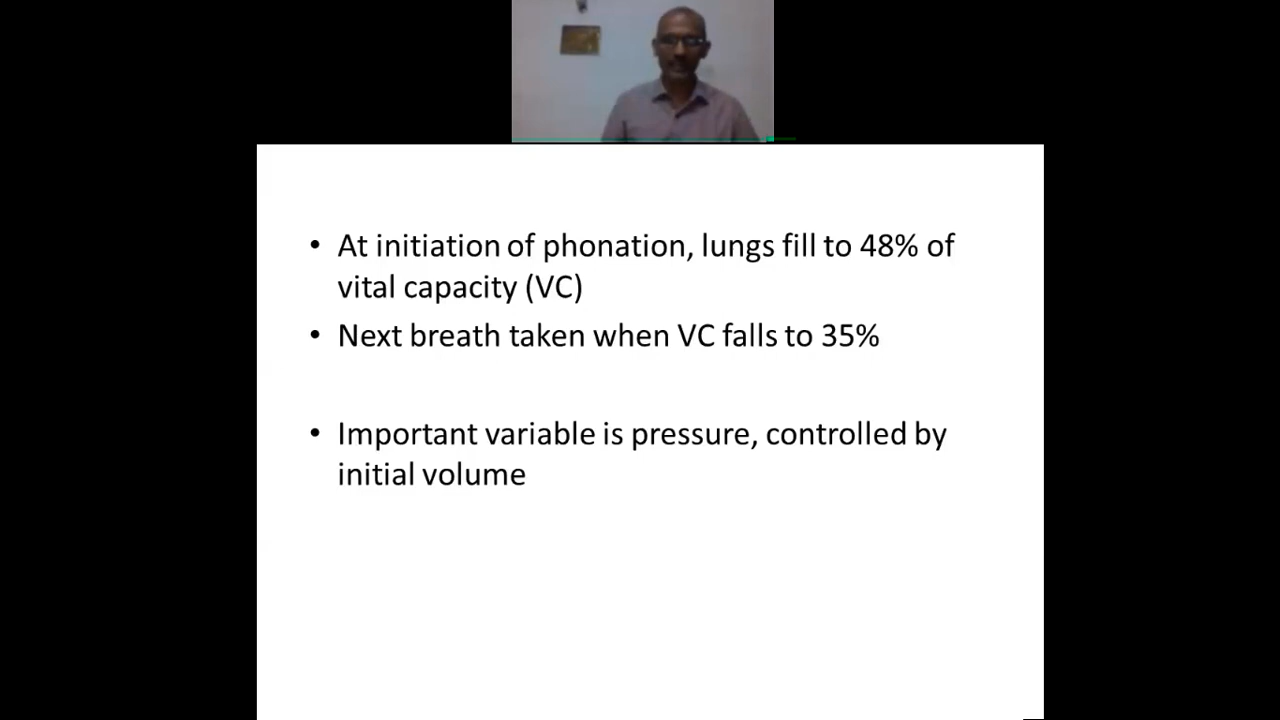 • At initiation of phonation, lungs fill to 48% of
vital capacity (VC)
• Next breath taken when VC falls to 35%
• Important variable is pressure, controlled by
initial volume